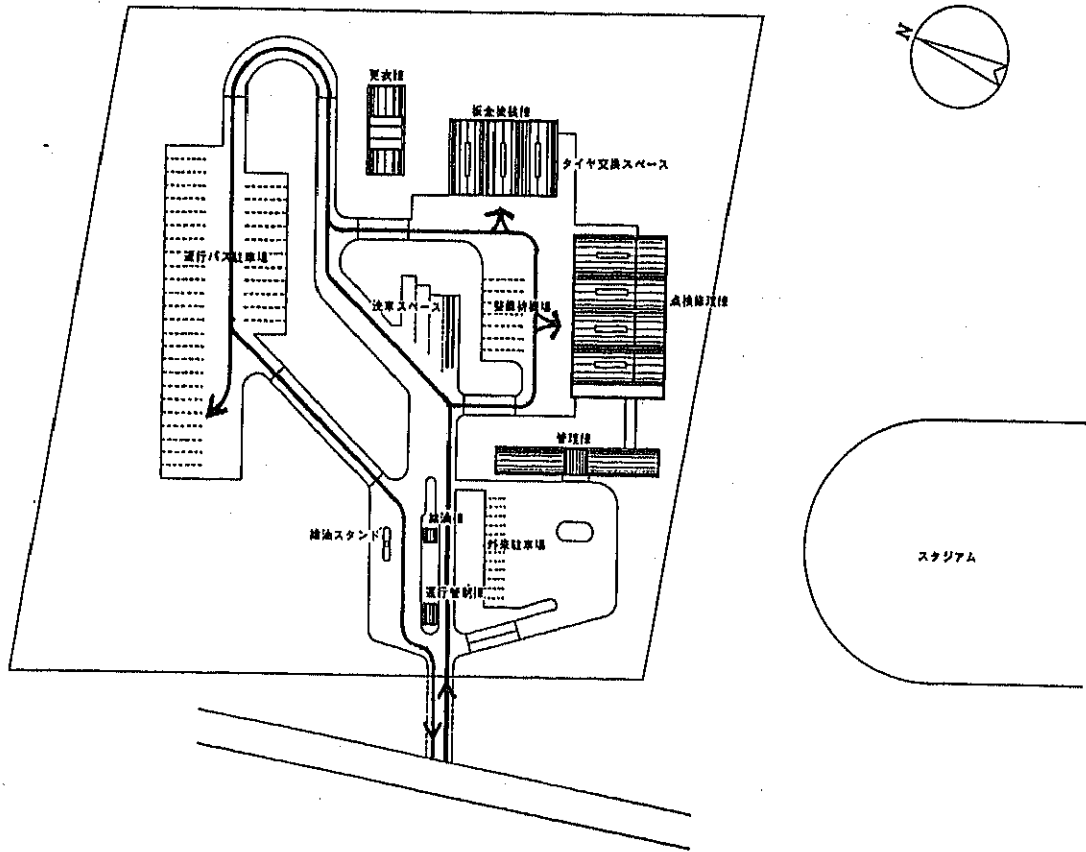 N
更衣棟
板金塗装棟
タイヤ交換スペース
運行バス駐車場
洗車スペース
整備待機場
点検修理棟
管理棟
給油スタンド
給油棟
外来駐車場
運行管制棟
スタジアム